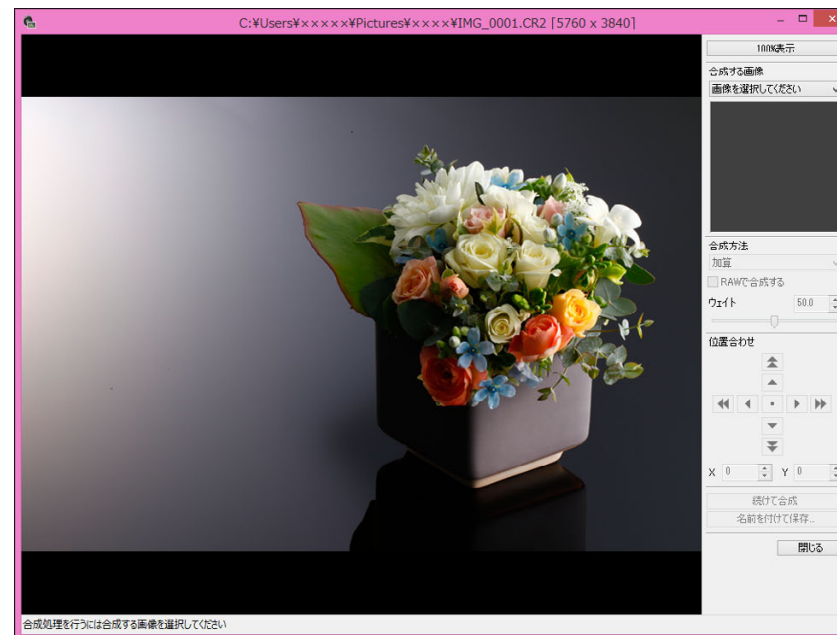 C:¥Users¥×××××¥Pictures¥××××¥IMG_0001.CR2 [5760 x 3840]
100%表示
合成する画像
画像を選択してください
合成方法
加算
RAWで合成する
ウェイト 50.0
位置合わせ
X 0 Y 0
続けて合成
名前を付けて保存...
閉じる
合成処理を行うには合成する画像を選択してください